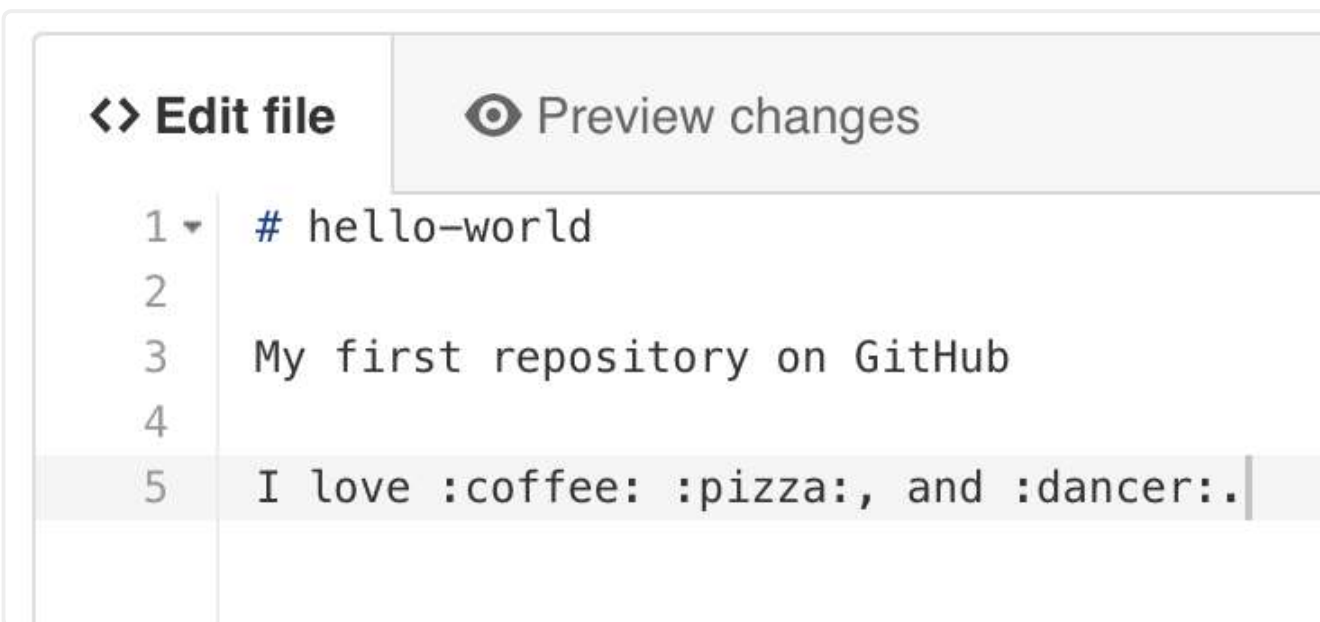 <> Edit file Preview changes
1 # hello-world
2
3 My first repository on GitHub
4
5 I love :coffee: :pizza:, and :dancer:.